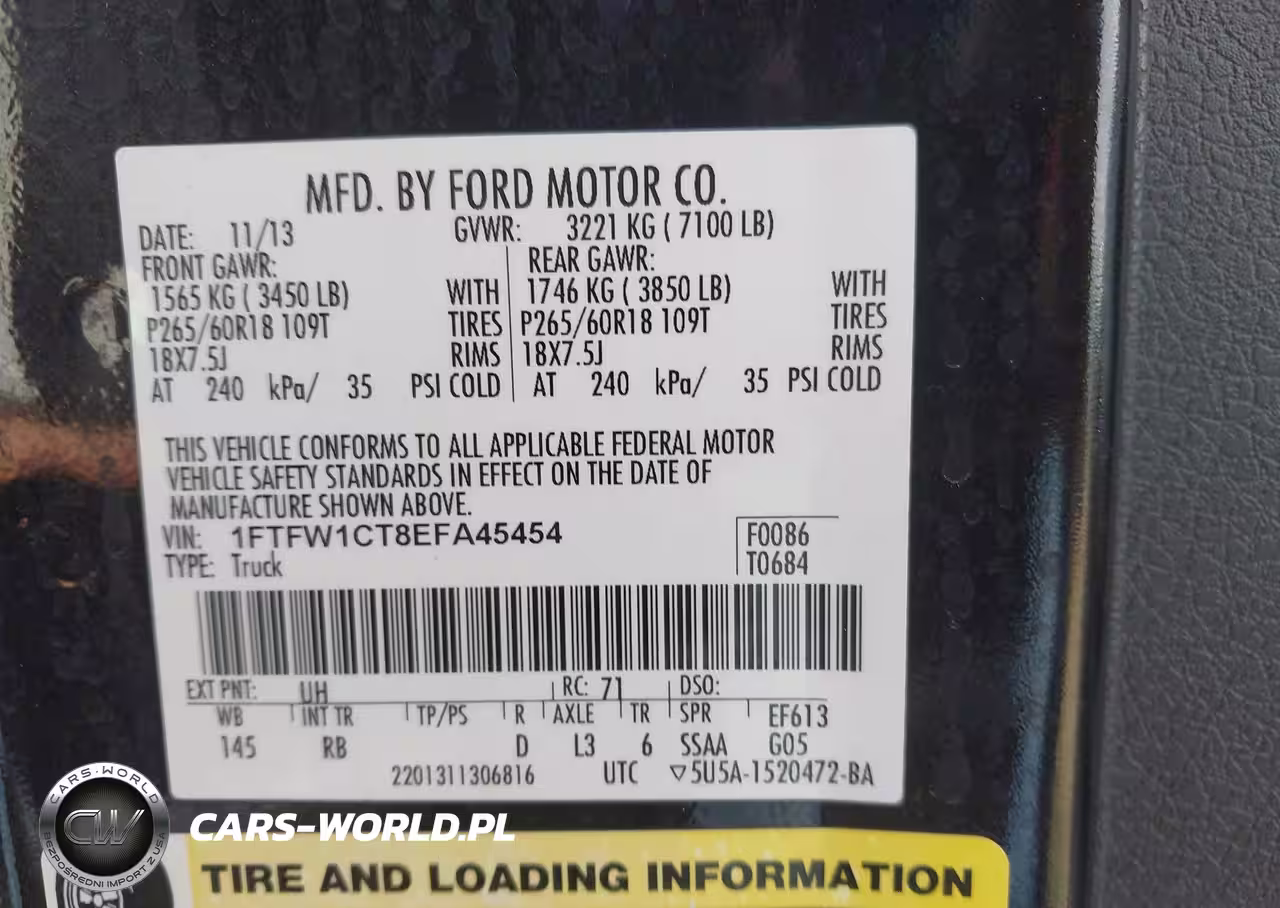 MFD. BY FORD MOTOR CO.
DATE: 11/13 GVWR: 3221 KG ( 7100 LB)
FRONT GAWR: REAR GAWR:
1565 KG ( 3450 LB) WITH 1746 KG ( 3850 LB) WITH
P265/60R18 109T TIRES P265/60R18 109T TIRES
18X7.5J RIMS 18X7.5J RIMS
AT 240 kPa/ 35 PSI COLD AT 240 kPa/ 35 PSI COLD
THIS VEHICLE CONFORMS TO ALL APPLICABLE FEDERAL MOTOR
VEHICLE SAFETY STANDARDS IN EFFECT ON THE DATE OF
MANUFACTURE SHOWN ABOVE.
VIN: 1FTFW1CT8EFA45454 F0086
TYPE: Truck T0684
EXT PNT: UH RC: 71 DSO:
WB INT TR TP/PS R AXLE TR SPR EF613
145 RB D L3 6 SSAA G05
2201311306816 UTC ▽5U5A-1520472-BA
CARS-WORLD
CW
BEZPOŚREDNI IMPORT Z USA
CARS-WORLD.PL
TIRE AND LOADING INFORMATION